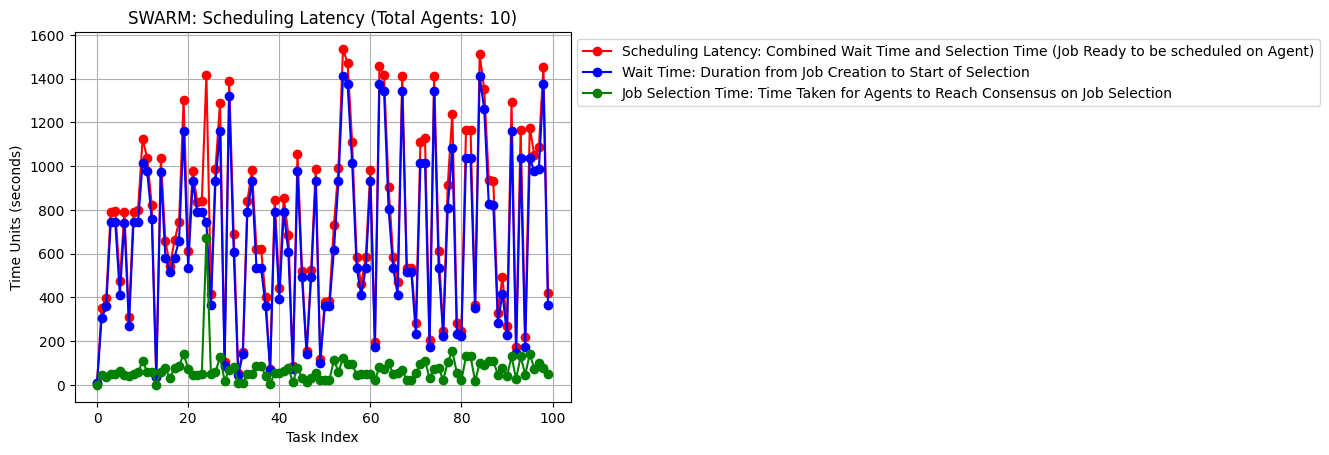 SWARM: Scheduling Latency (Total Agents: 10)
Scheduling Latency: Combined Wait Time and Selection Time (Job Ready to be scheduled on Agent)
Wait Time: Duration from Job Creation to Start of Selection
Job Selection Time: Time Taken for Agents to Reach Consensus on Job Selection
Time Units (seconds)
1600
1400
1200
1000
800
600
400
200
0
0 20 40 60 80 100
Task Index